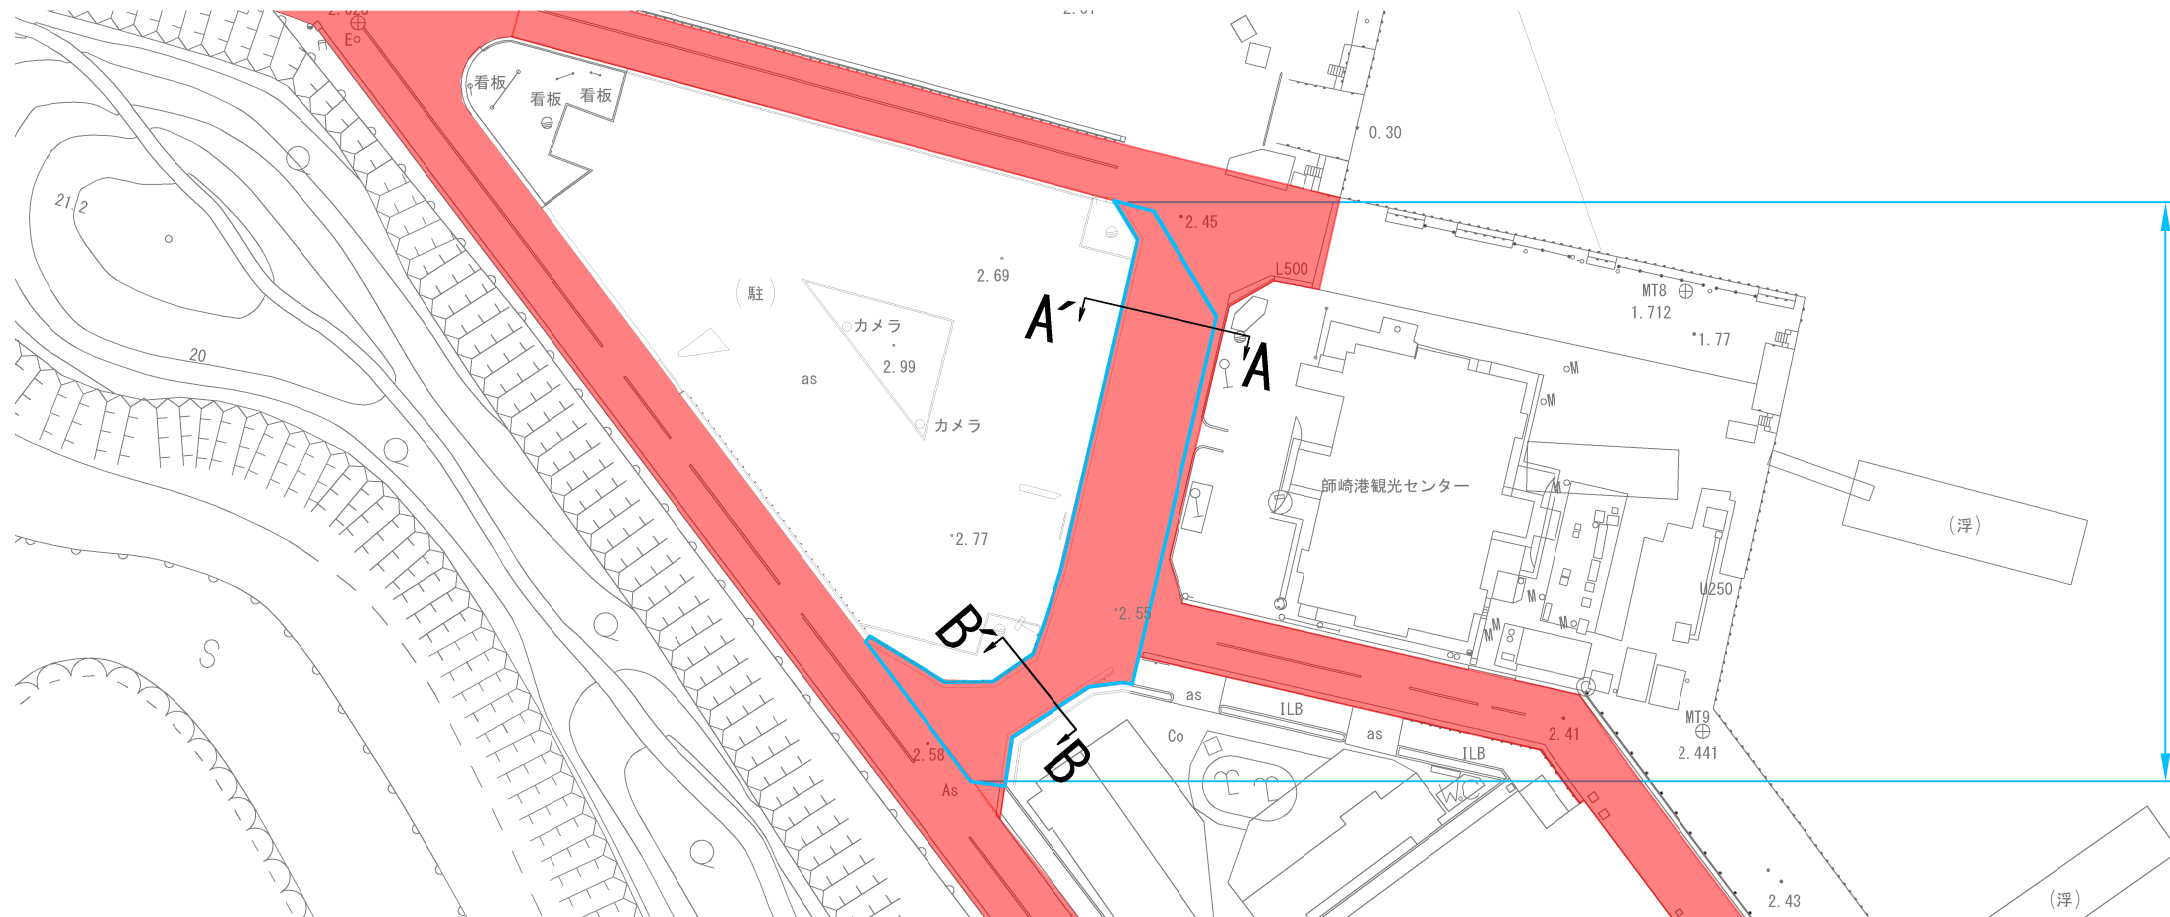 E
看板
看板
看板
0.30
21.2
2.45
2.69
(駐)
L500
MT8
1.712
1.77
A´
カメラ
A
20
2.99
as
M
M
カメラ
師崎港観光センター
M
(浮)
2.77
U250
M
B´
2.55
M
M
M
S
as
ILB
MT9
Co
as
2.41
2.441
2.58
B
ILB
As
W.C
2.43
(浮)